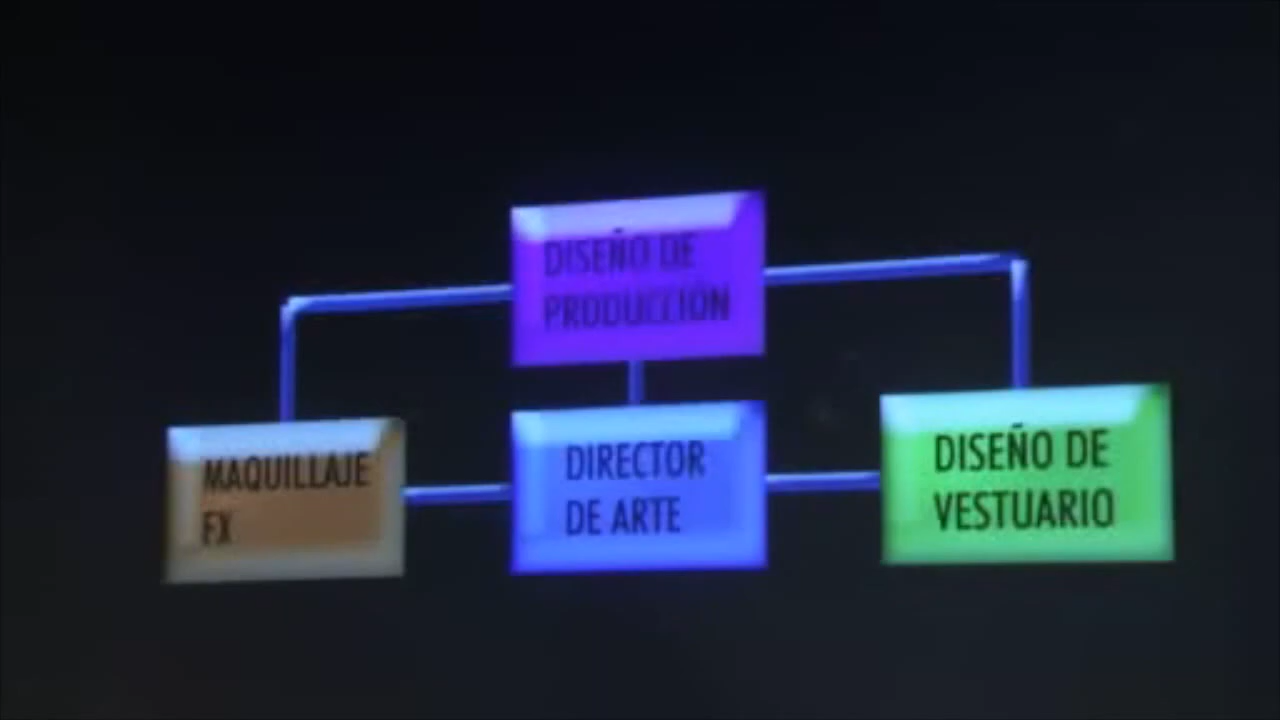 DISEÑO DE
PRODUCCIÓN
MAQUILLAJE
FX
DIRECTOR
DE ARTE
DISEÑO DE
VESTUARIO